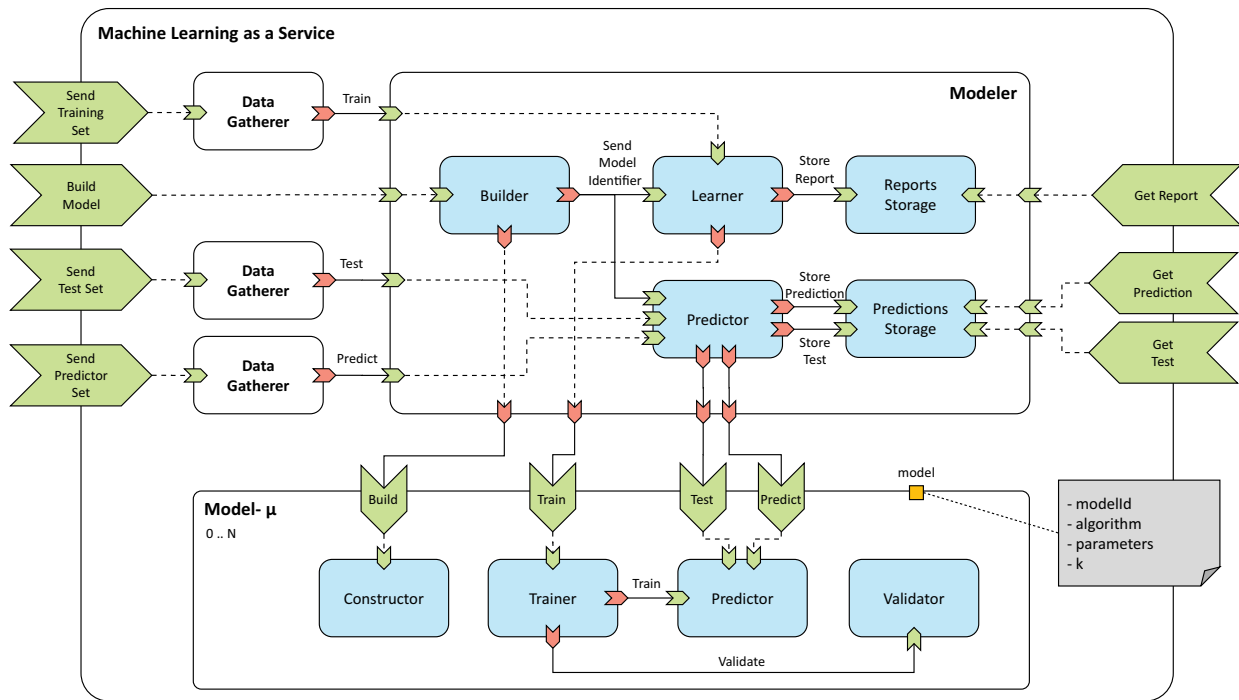 Machine Learning as a Service
Send
Training
Set
Data
Gatherer
Train
Modeler
Build
Model
Builder
Send
Model
Identifier
Learner
Store
Report
Reports
Storage
Get Report
Send
Test Set
Data
Gatherer
Test
Predictor
Store
Prediction
Store
Test
Predictions
Storage
Get
Prediction
Get
Test
Send
Predictor
Set
Data
Gatherer
Predict
Build
Train
Test
Predict
model
- modelId
- algorithm
- parameters
- k
Model- μ
0 .. N
Constructor
Trainer
Train
Predictor
Validator
Validate